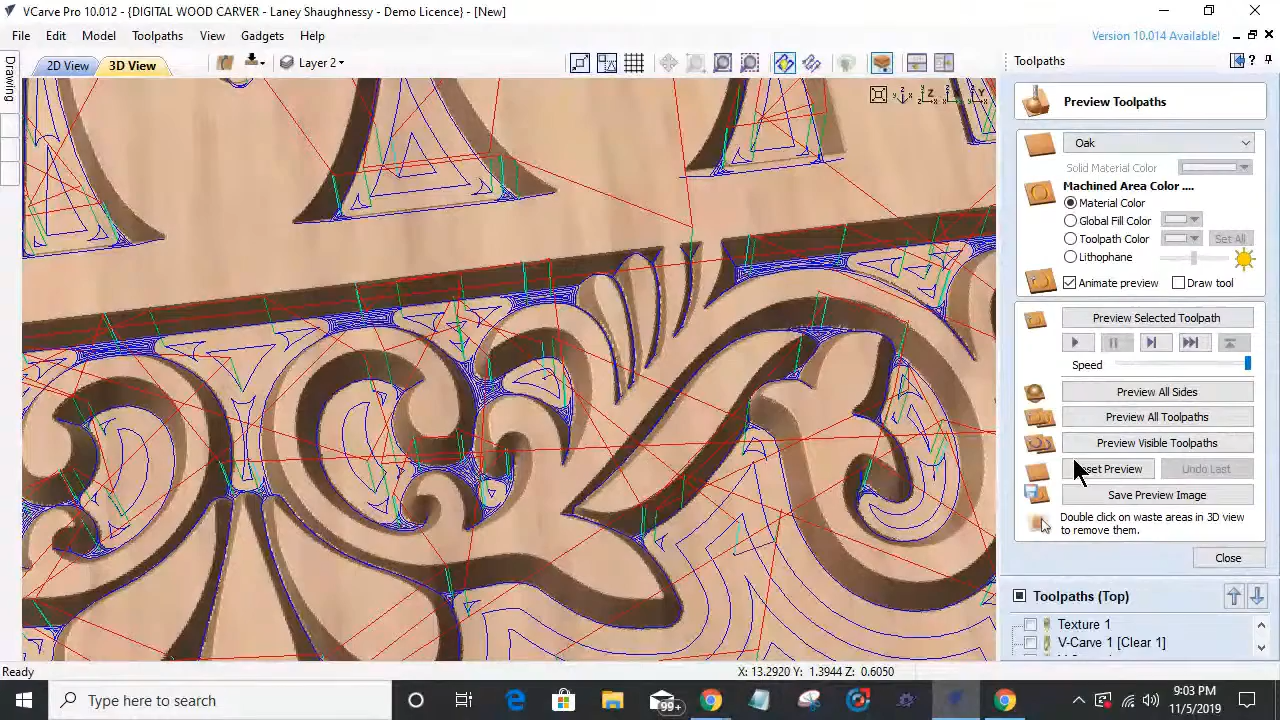 VCarve Pro 10.012 - {DIGITAL WOOD CARVER - Laney Shaughnessy - Demo Licence} - [New]
File Edit Model Toolpaths View Gadgets Help
Version 10.014 Available!
2D View 3D View
Layer 2
Toolpaths
Drawing
Preview Toolpaths
Oak
Solid Material Color
Machined Area Color ....
Material Color
Global Fill Color
Toolpath Color
Set All
Lithophane
Animate preview
Draw tool
Preview Selected Toolpath
Speed
Preview All Sides
Preview All Toolpaths
Preview Visible Toolpaths
Preview
Undo Last
Save Preview Image
Double click on waste areas in 3D view
to remove them.
Close
Toolpaths (Top)
Texture 1
V-Carve 1 [Clear 1]
Ready
X: 13.2920 Y: 1.3944 Z: 0.6050
Type here to search
99+
9:03 PM
11/5/2019